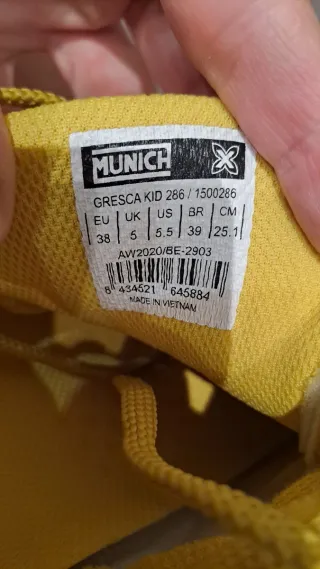 MUNICH
GRESCA KID 286 / 1500286
EU | UK | US | BR | CM
38 | 5 | 5.5 | 39 | 25.1
AW2020/BE-2903
8 434521 645884
MADE IN VIETNAM